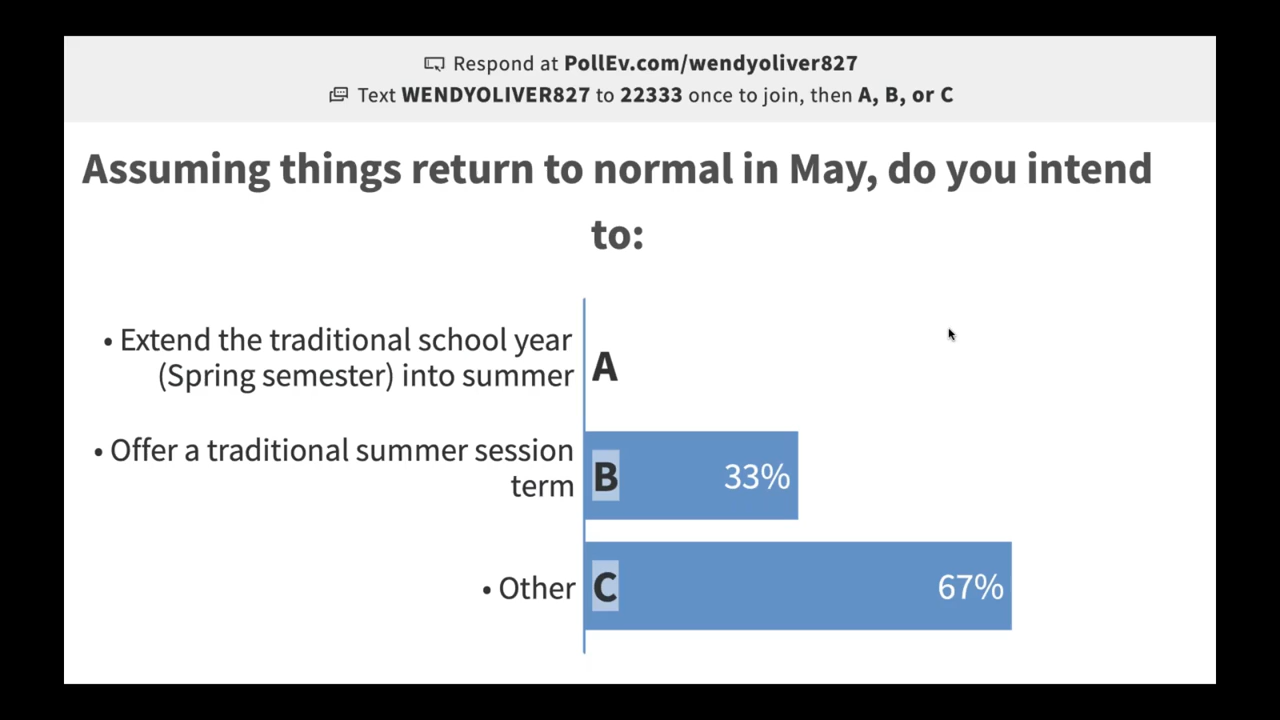 Respond at PollEv.com/wendyoliver827
Text WENDYOLIVER827 to 22333 once to join, then A, B, or C
Assuming things return to normal in May, do you intend
to:
• Extend the traditional school year
(Spring semester) into summer
A
• Offer a traditional summer session
term
B
33%
• Other
C
67%